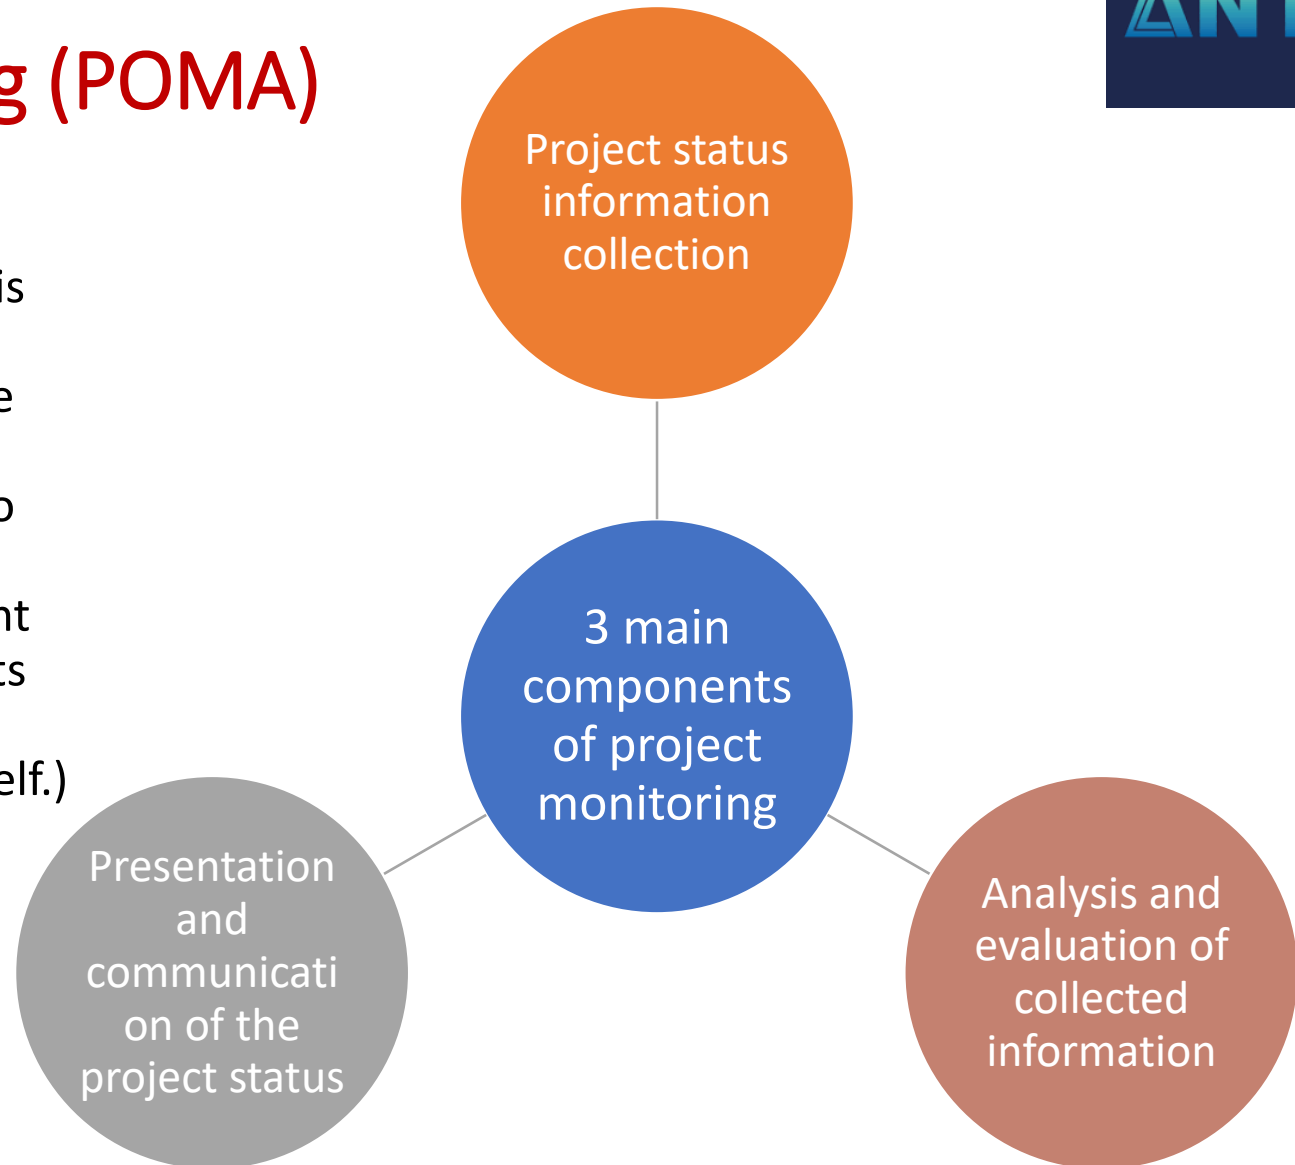 g (POMA)
is
e
o
nt
ts
elf.)
Project status
information
collection
3 main
components
of project
monitoring
Analysis and
evaluation of
collected
information
Presentation
and
communicati
on of the
project status